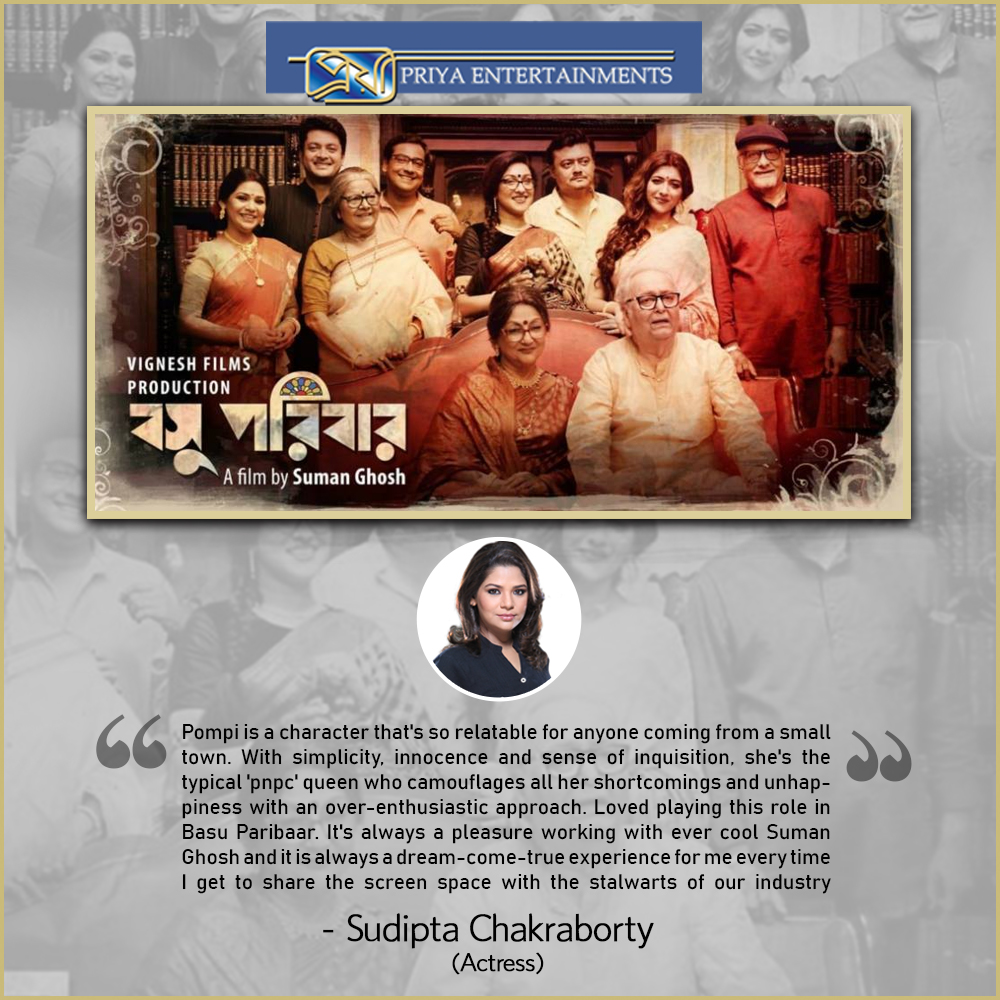 প্রিয়া PRIYA ENTERTAINMENTS
VIGNESH FILMS
PRODUCTION
বসু পরিবার
A film by Suman Ghosh
“ Pompi is a character that's so relatable for anyone coming from a small ”
town. With simplicity, innocence and sense of inquisition, she's the
typical 'pnpc' queen who camouflages all her shortcomings and unhap-
piness with an over-enthusiastic approach. Loved playing this role in
Basu Paribaar. It's always a pleasure working with ever cool Suman
Ghosh and it is always a dream-come-true experience for me every time
I get to share the screen space with the stalwarts of our industry
- Sudipta Chakraborty
(Actress)